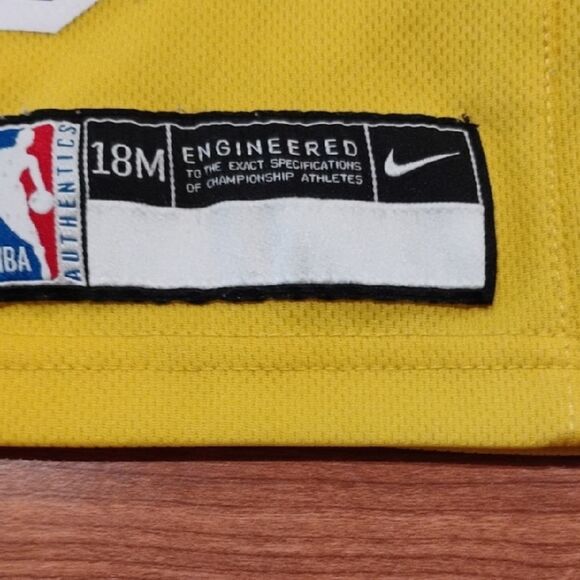 NBA
AUTHENTICS
18M
ENGINEERED
TO THE EXACT SPECIFICATIONS
OF CHAMPIONSHIP ATHLETES